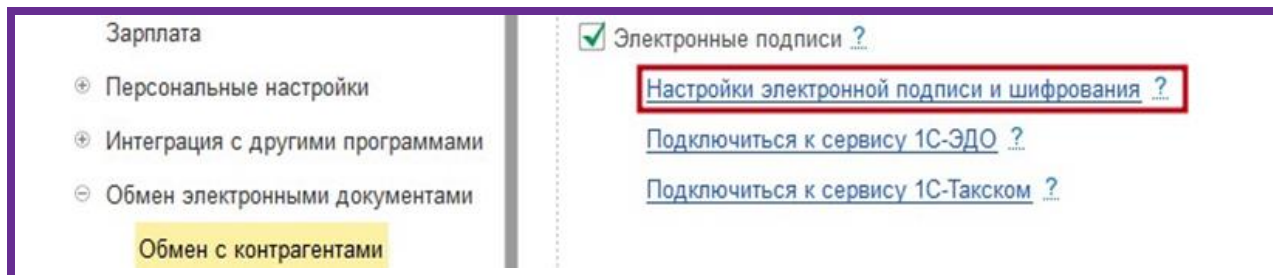 Зарплата
Персональные настройки
Интеграция с другими программами
Обмен электронными документами
Обмен с контрагентами
Электронные подписи ?
Настройки электронной подписи и шифрования ?
Подключиться к сервису 1С-ЭДО ?
Подключиться к сервису 1С-Такском ?